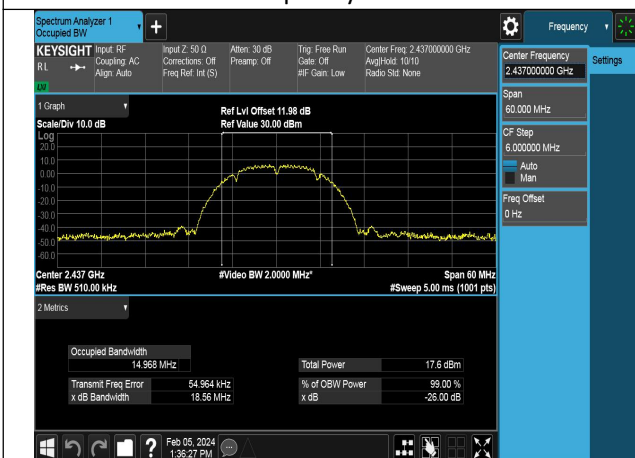 Spectrum Analyzer 1
Occupied BW
Frequency
KEYSIGHT
R L
Input: RF
Coupling: AC
Align: Auto
Input Z: 50 Ω
Corrections: Off
Freq Ref: Int (S)
Atten: 30 dB
Preamp: Off
Trig: Free Run
Gate: Off
#IF Gain: Low
Center Freq: 2.437000000 GHz
Avg|Hold: 10/10
Radio Std: None
LXI
Center Frequency
2.437000000 GHz
Settings
Span
60.000 MHz
CF Step
6.000000 MHz
Auto
Man
Freq Offset
0 Hz
1 Graph
Scale/Div 10.0 dB
Ref Lvl Offset 11.98 dB
Ref Value 30.00 dBm
Log
20.0
10.0
0.00
-10.0
-20.0
-30.0
-40.0
-50.0
-60.0
Center 2.437 GHz
#Video BW 2.0000 MHz*
Span 60 MHz
#Res BW 510.00 kHz
#Sweep 5.00 ms (1001 pts)
2 Metrics
Occupied Bandwidth
14.968 MHz
Total Power 17.6 dBm
Transmit Freq Error 54.964 kHz
% of OBW Power 99.00 %
x dB Bandwidth 18.56 MHz
x dB -26.00 dB
Feb 05, 2024
1:36:27 PM